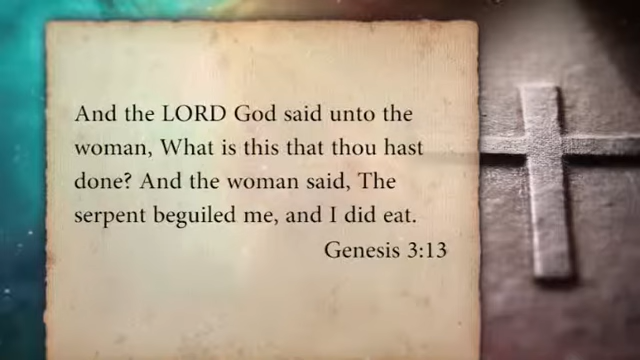 And the LORD God said unto the
woman, What is this that thou hast
done? And the woman said, The
serpent beguiled me, and I did eat.
Genesis 3:13